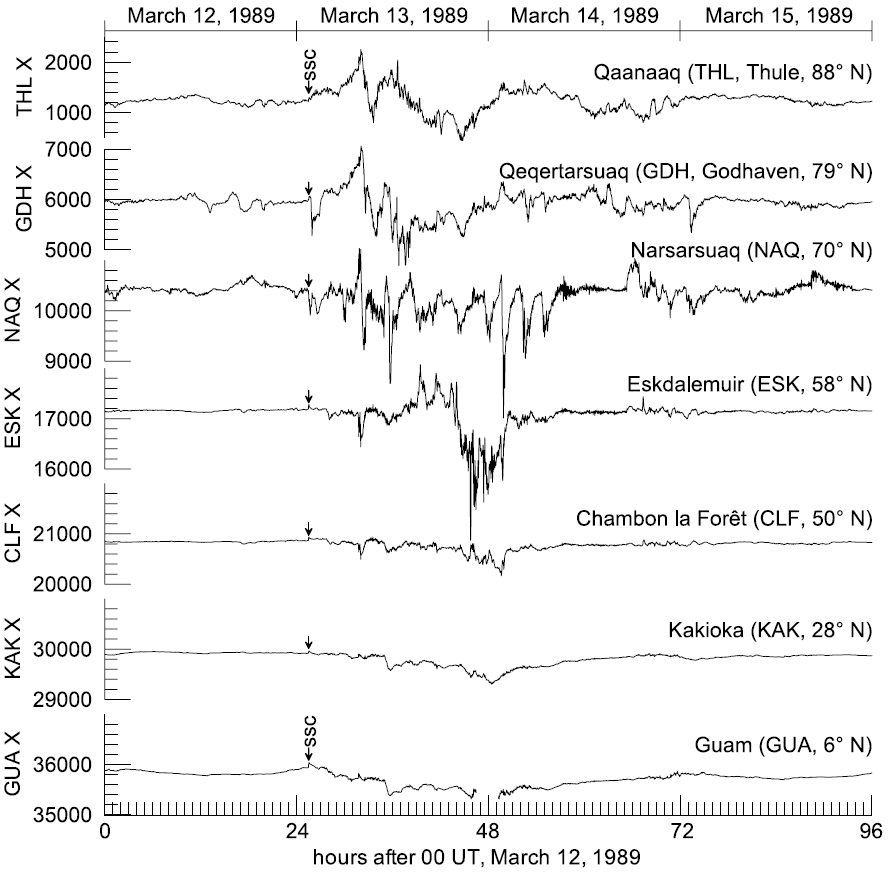 March 12, 1989 March 13, 1989 March 14, 1989 March 15, 1989
THL X
2000
1000
ssc
Qaanaaq (THL, Thule, 88° N)
GDH X
7000
6000
5000
Qeqertarsuaq (GDH, Godhaven, 79° N)
NAQ X
10000
9000
Narsarsuaq (NAQ, 70° N)
ESK X
17000
16000
Eskdalemuir (ESK, 58° N)
CLF X
21000
20000
Chambon la Forêt (CLF, 50° N)
KAK X
30000
29000
Kakioka (KAK, 28° N)
GUA X
36000
35000
ssc
Guam (GUA, 6° N)
0 24 48 72 96
hours after 00 UT, March 12, 1989